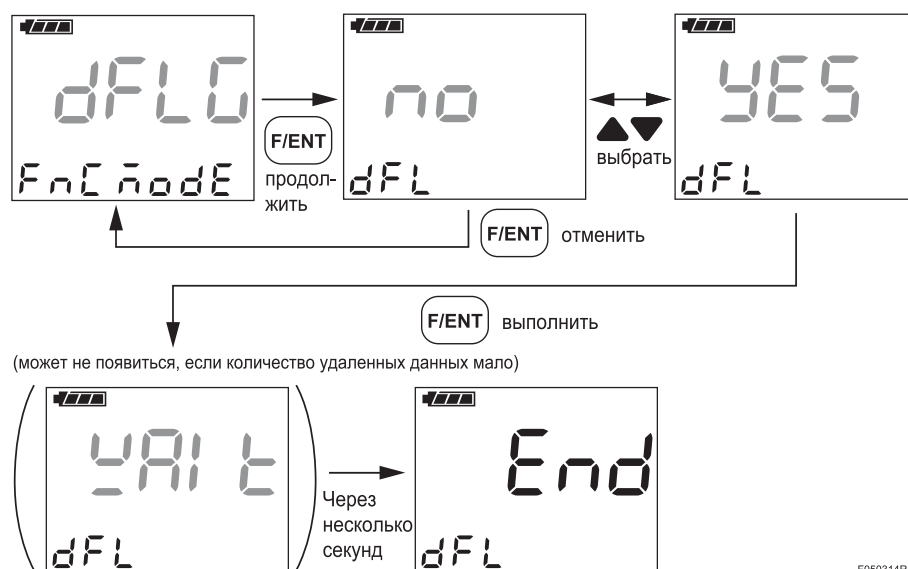 dFLG
FnC modE
F/ENT
продол-
жить
no
dFL
выбрать
YES
dFL
F/ENT отменить
F/ENT выполнить
(может не появиться, если количество удаленных данных мало)
WAIt
dFL
Через
несколько
секунд
End
dFL